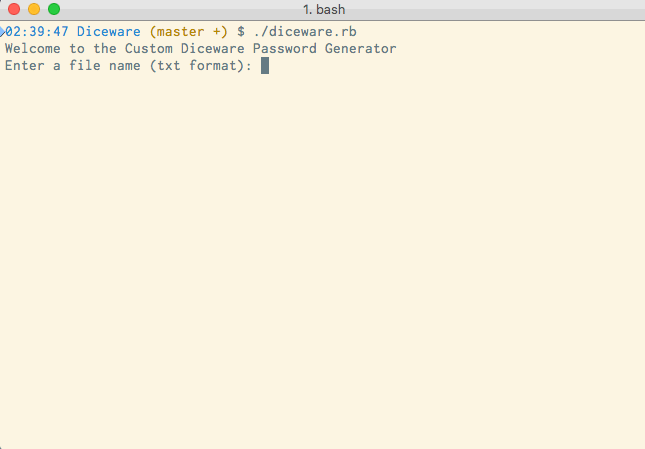 1. bash
02:39:47 Diceware (master +) $ ./diceware.rb
Welcome to the Custom Diceware Password Generator
Enter a file name (txt format):